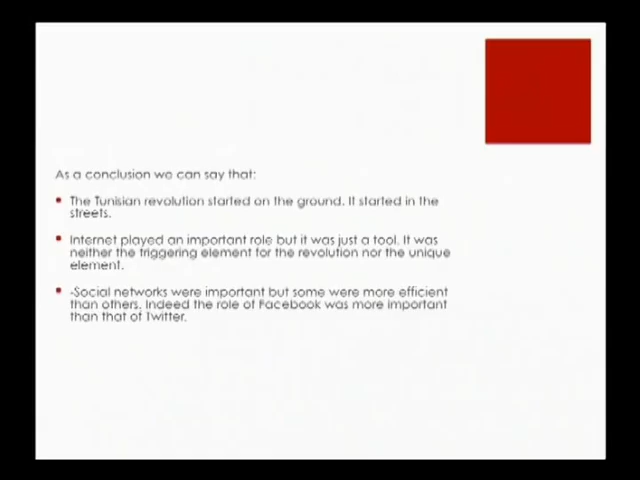 As a conclusion we can say that:
The Tunisian revolution started on the ground. It started in the
streets.
Internet played an important role but it was just a tool. It was
neither the triggering element for the revolution nor the unique
element.
-Social networks were important but some were more efficient
than others. Indeed the role of Facebook was more important
than that of Twitter.